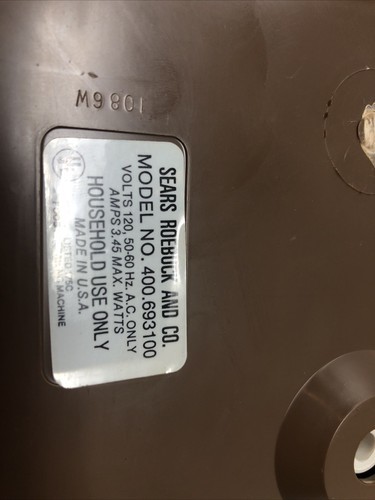 1086W
SEARS ROEBUCK AND CO.
MODEL NO. 400.693100
VOLTS 120, 50-60 Hz. A.C. ONLY
AMPS 3.45 MAX. WATTS
HOUSEHOLD USE ONLY
MADE IN U.S.A.
MACHINE